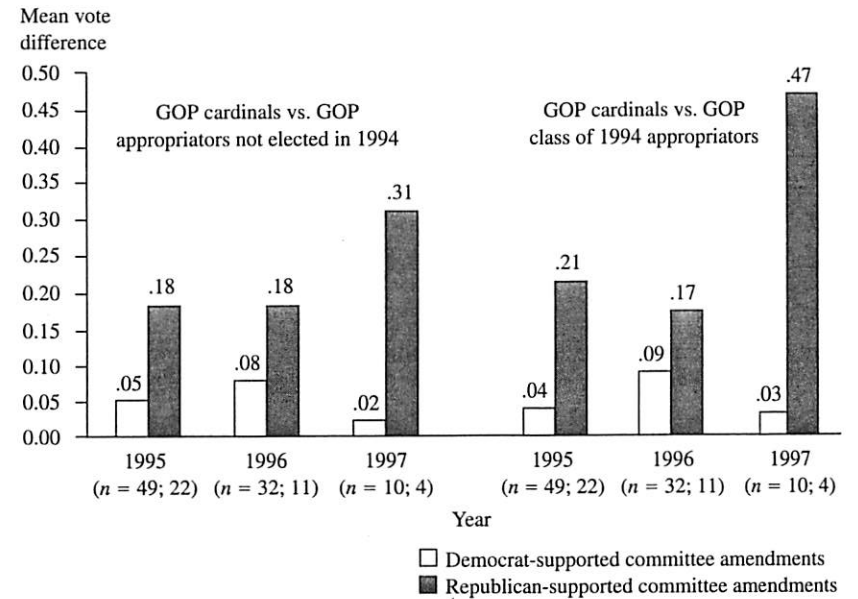 Mean vote
difference
0.50
0.45
0.40
0.35
0.30
0.25
0.20
0.15
0.10
0.05
0.00
GOP cardinals vs. GOP
appropriators not elected in 1994
GOP cardinals vs. GOP
class of 1994 appropriators
.05
.18
.08
.18
.02
.31
.04
.21
.09
.17
.03
.47
1995
(n = 49; 22)
1996
(n = 32; 11)
1997
(n = 10; 4)
1995
(n = 49; 22)
1996
(n = 32; 11)
1997
(n = 10; 4)
Year
Democrat-supported committee amendments
Republican-supported committee amendments